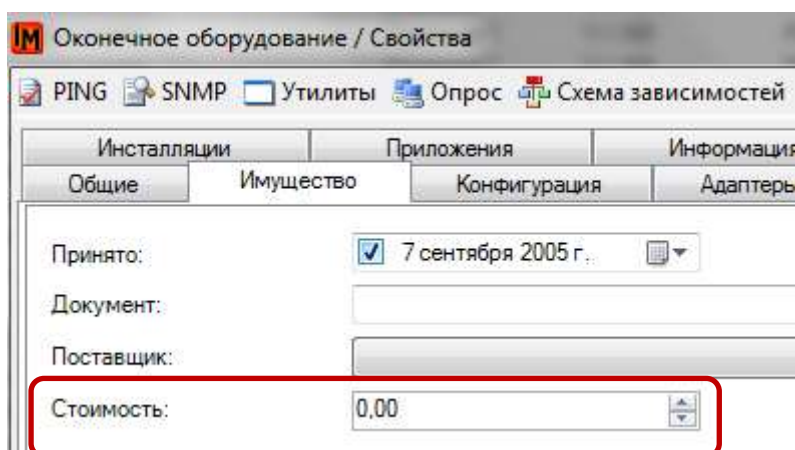 IM Оконечное оборудование / Свойства
PING SNMP Утилиты Опрос Схема зависимостей
Инсталляции Приложения Информация
Общие Имущество Конфигурация Адаптеры
Принято: 7 сентября 2005 г.
Документ:
Поставщик:
Стоимость: 0,00